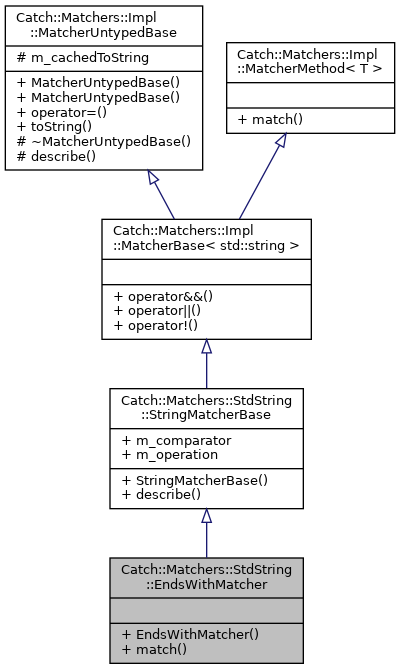 Catch::Matchers::Impl
::MatcherUntypedBase
# m_cachedToString
+ MatcherUntypedBase()
+ MatcherUntypedBase()
+ operator=()
+ toString()
# ~MatcherUntypedBase()
# describe()
Catch::Matchers::Impl
::MatcherMethod< T >
+ match()
Catch::Matchers::Impl
::MatcherBase< std::string >
+ operator&&()
+ operator||()
+ operator!()
Catch::Matchers::StdString
::StringMatcherBase
+ m_comparator
+ m_operation
+ StringMatcherBase()
+ describe()
Catch::Matchers::StdString
::EndsWithMatcher
+ EndsWithMatcher()
+ match()